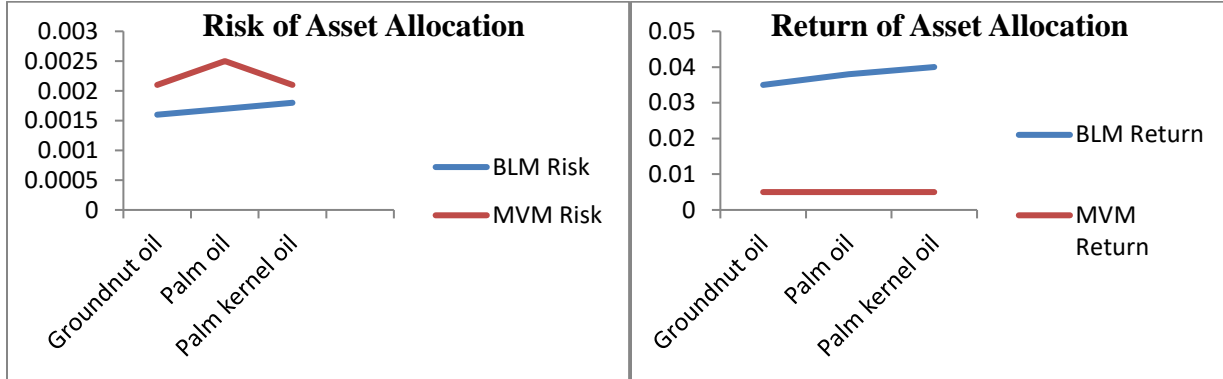 Risk of Asset Allocation
0.003
0.0025
0.002
0.0015
0.001
0.0005
0
Groundnut oil
Palm oil
Palm kernel oil
BLM Risk
MVM Risk
Return of Asset Allocation
0.05
0.04
0.03
0.02
0.01
0
Groundnut oil
Palm oil
Palm kernel oil
BLM Return
MVM
Return